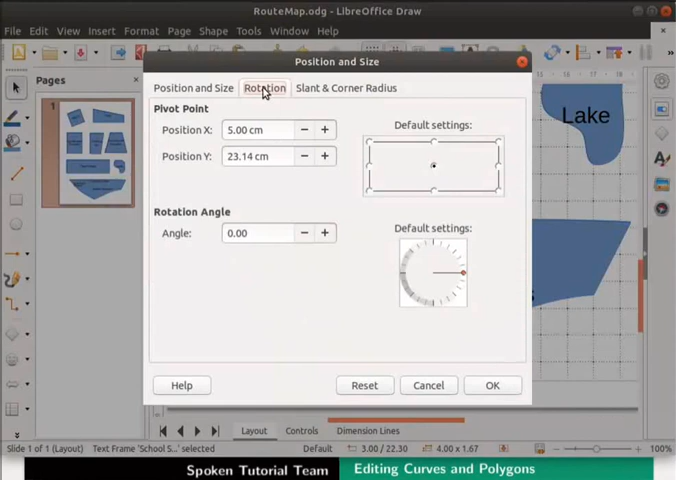 RouteMap.odg - LibreOffice Draw
File Edit View Insert Format Page Shape Tools Window Help
Position and Size
Pages
Position and Size Rotation Slant & Corner Radius
15 16 17
1
Pivot Point
Lake
Position X: 5.00 cm
Default settings:
Position Y: 23.14 cm
Rotation Angle
Default settings:
Angle: 0.00
s
Help Reset Cancel OK
Layout Controls Dimension Lines
Slide 1 of 1 (Layout) Text Frame 'School S...' selected Default 3.00 / 22.30 4.00 x 1.67 100%
Spoken Tutorial Team Editing Curves and Polygons